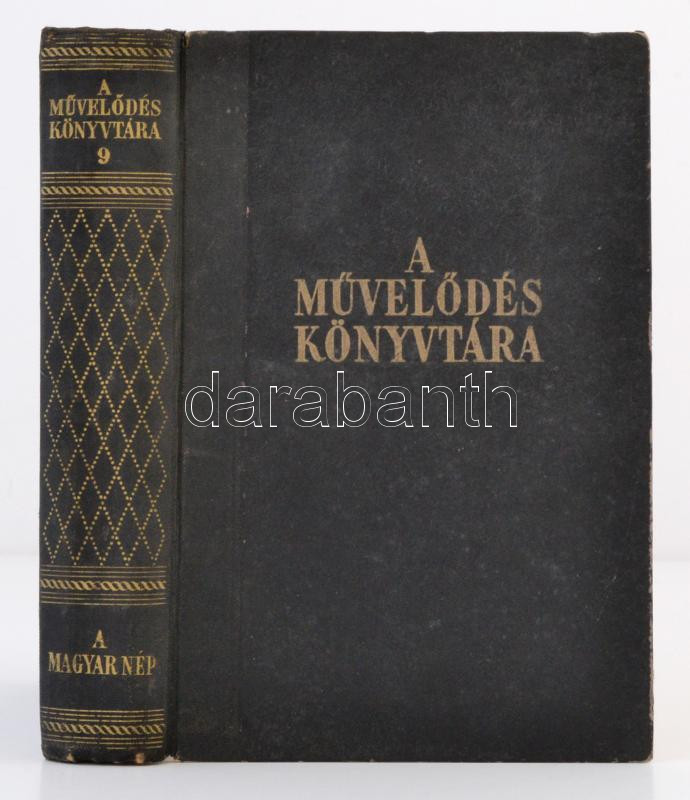 A
MŰVELŐDÉS
KÖNYVTÁRA
9
A
MAGYAR NÉP
A
MŰVELŐDÉS
KÖNYVTÁRA
darabanth